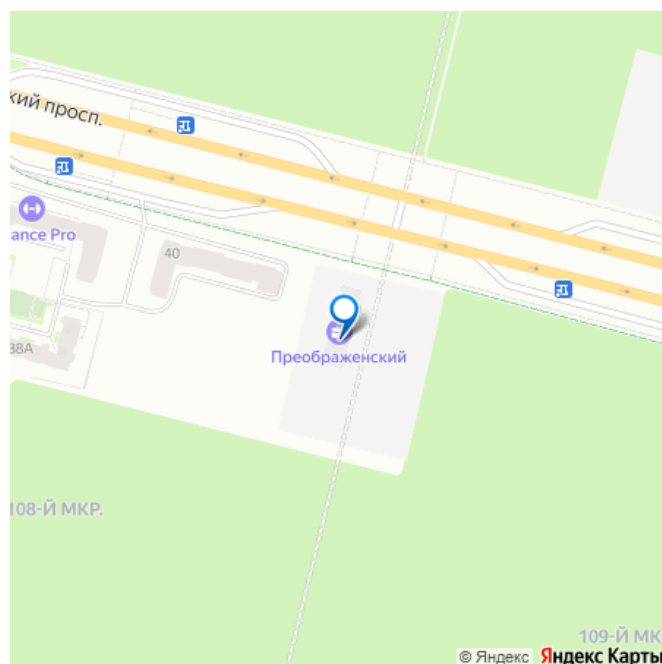 кий просп.
ance Pro
40
38А
Преображенский
108-Й МКР.
109-Й МК
© Яндекс Яндекс Карты